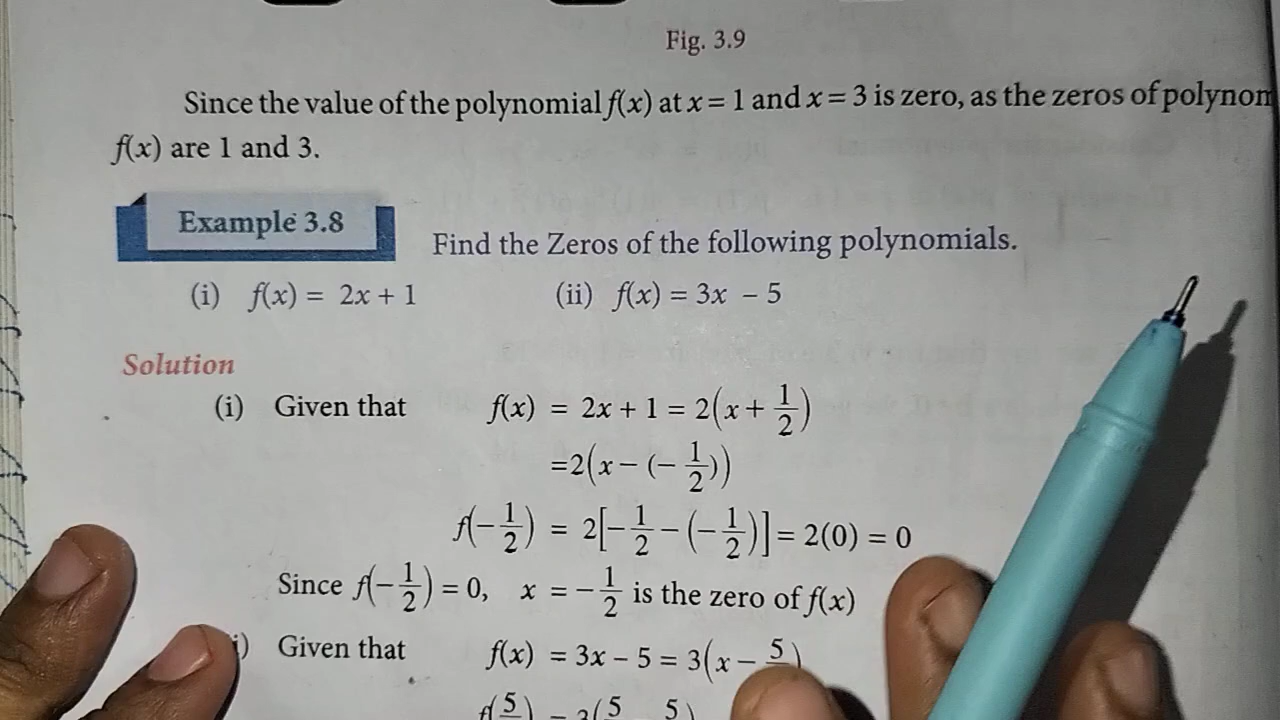 Fig. 3.9
Since the value of the polynomial f(x) at x = 1 and x = 3 is zero, as the zeros of
f(x) are 1 and 3.
Example 3.8
Find the Zeros of the following polynomials.
(i) f(x) = 2x + 1 (ii) f(x) = 3x − 5
Solution
(i) Given that f(x) = 2x + 1 = 2(x + 1/2)
=2(x − (− 1/2))
f(−1/2) = 2[−1/2 − (−1/2)] = 2(0) = 0
Since f(−1/2) = 0, x = −1/2 is the zero of f(x)
Given that f(x) = 3x − 5 = 3(x − 5